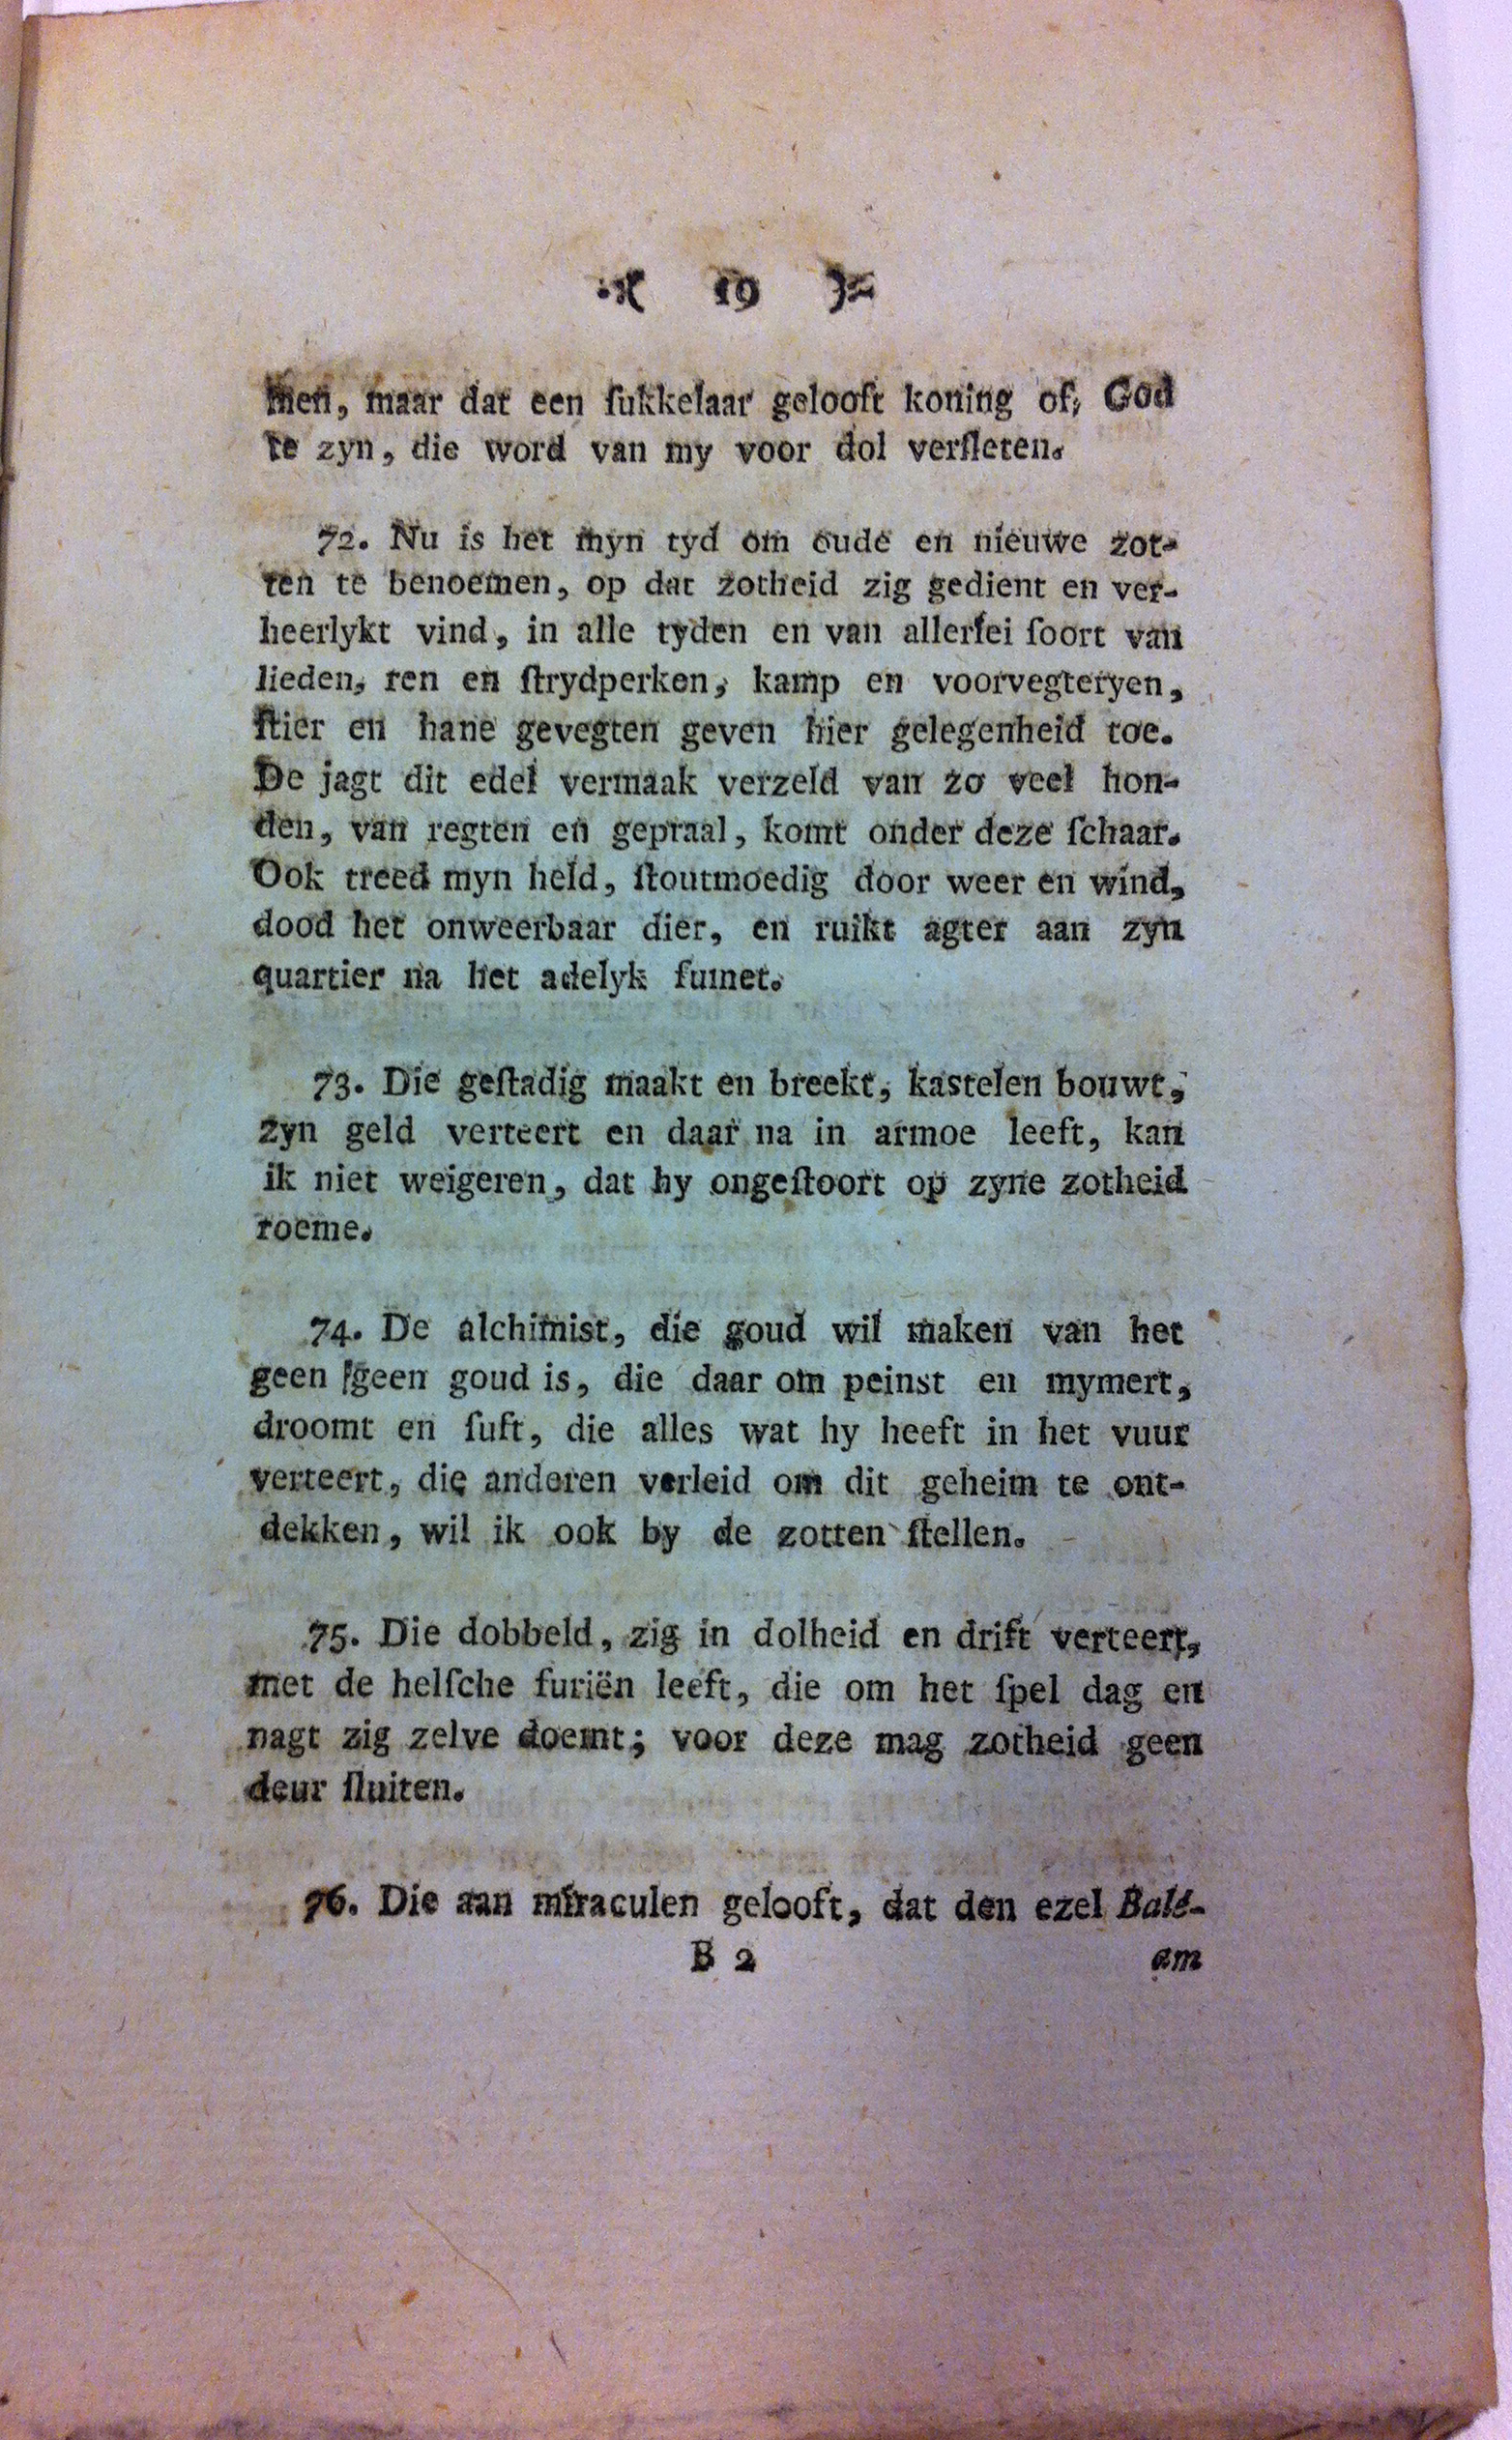 19
men, maar dat een ſukkelaar gelooft koning of, God
te zyn, die word van my voor dol verſleten.
72. Nu is het myn tyd om oude en nieuwe zot-
ten te benoemen, op dat zotheid zig gedient en ver-
heerlykt vind, in alle tyden en van allerlei ſoort van
lieden, ren en ſtrydperken, kamp en voorvegteryen,
ſtier en hane gevegten geven hier gelegenheid toe.
De jagt dit edel vermaak verzeld van zo veel hon-
den, van regten en gepraal, komt onder deze ſchaar.
Ook treed myn held, ſtoutmoedig door weer en wind,
dood het onweerbaar dier, en ruikt agter aan zyn
quartier na het adelyk fumet.
73. Die geſtadig maakt en breekt, kastelen bouwt,
zyn geld verteert en daar na in armoe leeft, kan
ik niet weigeren, dat hy ongeſtoort op zyne zotheid
roeme.
74. De alchimist, die goud wil maken van het
geen geen goud is, die daar om peinst en mymert,
droomt en ſuft, die alles wat hy heeft in het vuur
verteert, die anderen verleid om dit geheim te ont-
dekken, wil ik ook by de zotten ſtellen.
75. Die dobbeld, zig in dolheid en drift verteert,
met de helſche furiën leeft, die om het ſpel dag en
nagt zig zelve doemt; voor deze mag zotheid geen
deur ſluiten.
76. Die aan miraculen gelooft, dat den ezel Balé-
B 2 am